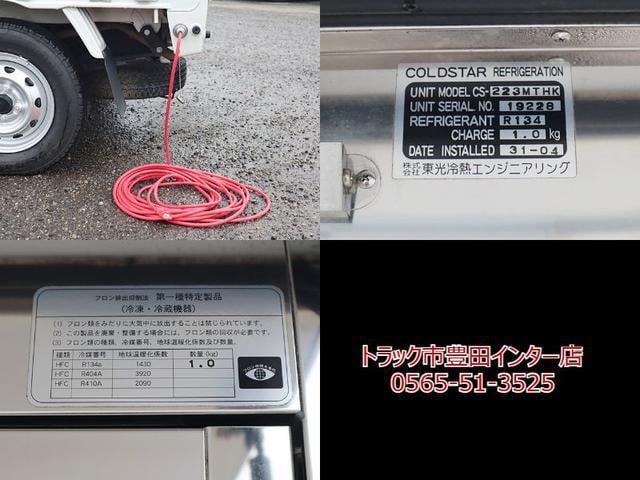 COLDSTAR REFRIGERATION
UNIT MODEL CS-223MTHK
UNIT SERIAL NO. 19228
REFRIGERANT R134
CHARGE 1.0 kg
DATE INSTALLED 31-04
株式会社 東光冷熱エンジニアリング
フロン排出抑制法 第一種特定製品
(冷凍・冷蔵機器)
(1) フロン類をみだりに大気中に放出することは禁じられています。
(2) この製品を廃棄・整備する場合には、フロン類の回収が必要です。
(3) フロン類の種類、冷媒番号、地球温暖化係数及び数量。
種類 冷媒番号 地球温暖化係数 数量(kg)
HFC R134a 1430 1.0
HFC R404A 3920
HFC R410A 2090
トラック市豊田インター店
0565-51-3525